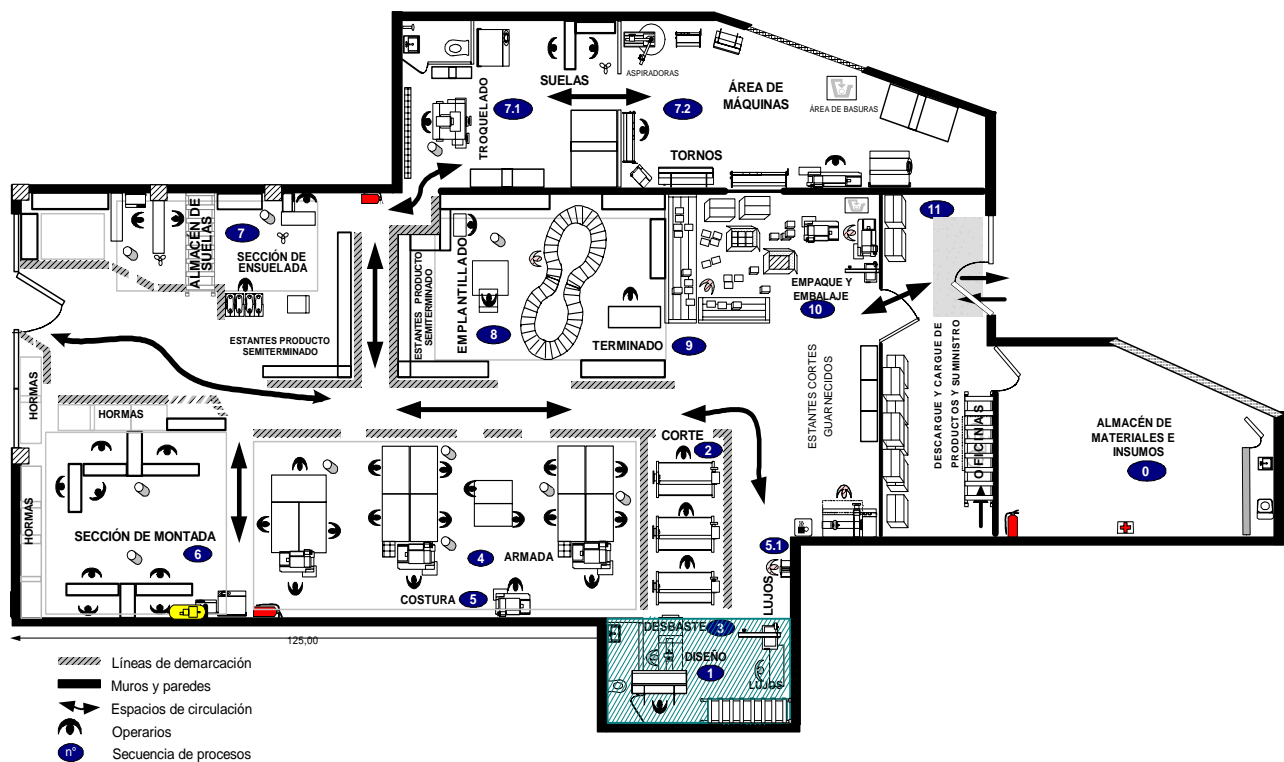 SUELAS
ASPIRADORAS
TROQUELADO
7.1
7.2
ÁREA DE
MÁQUINAS
ÁREA DE BASURAS
TORNOS
ALMACÉN DE
SUELAS
7
SECCIÓN DE
ENSUELADA
ESTANTES PRODUCTO
SEMITERMINADO
ESTANTES PRODUCTO
SEMITERMINADO
EMPLANTILLADO
8
TERMINADO
9
EMPAQUE Y
EMBALAJE
10
11
DESCARGUE Y CARGUE DE
PRODUCTOS Y SUMINISTRO
OFICINAS
ESTANTES CORTES
GUARNECIDOS
ALMACÉN DE
MATERIALES E
INSUMOS
0
HORMAS
HORMAS
HORMAS
SECCIÓN DE MONTADA
6
4
ARMADA
COSTURA
5
CORTE
2
5.1
LUJOS
DESBASTE
3
DISEÑO
1
LUJOS
125,00
Líneas de demarcación
Muros y paredes
Espacios de circulación
Operarios
nº
Secuencia de procesos